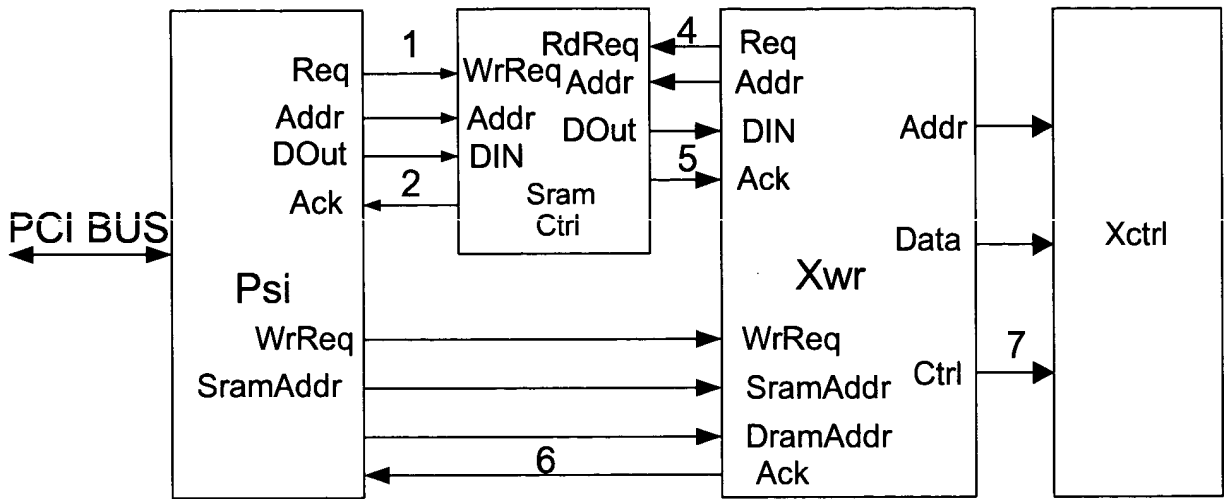 1
4
RdReq
Req
Req
WrReq
Addr
Addr
Addr
Addr
Addr
DOut
DIN
DOut
DIN
2
5
Ack
Ack
Sram
Ctrl
PCI BUS
Data
Xctrl
Psi
Xwr
WrReq
WrReq
7
SramAddr
SramAddr
Ctrl
DramAddr
6
Ack